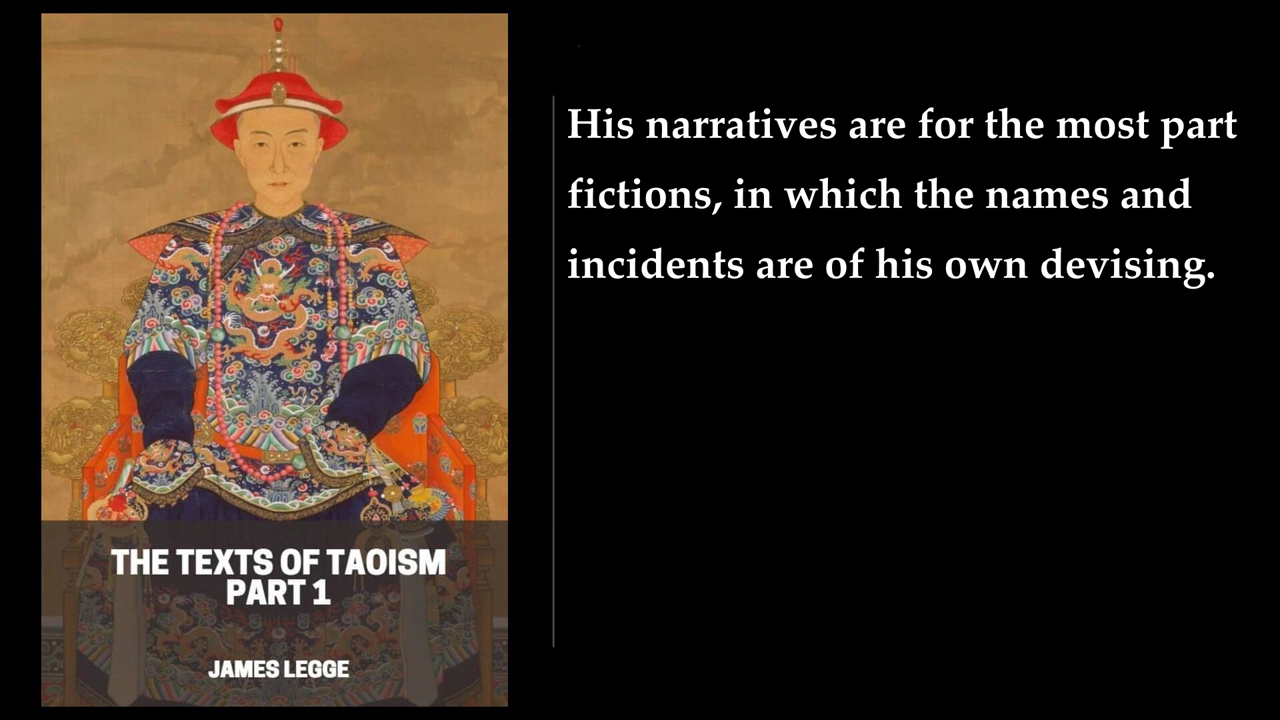 His narratives are for the most part
fictions, in which the names and
incidents are of his own devising.
THE TEXTS OF TAOISM
PART 1
JAMES LEGGE